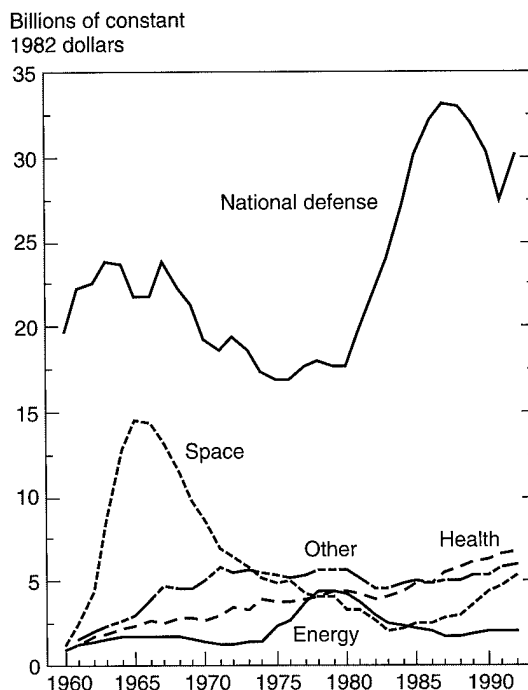 Billions of constant
1982 dollars
35
30
25
20
15
10
5
0
National defense
Space
Other
Health
Energy
1960 1965 1970 1975 1980 1985 1990